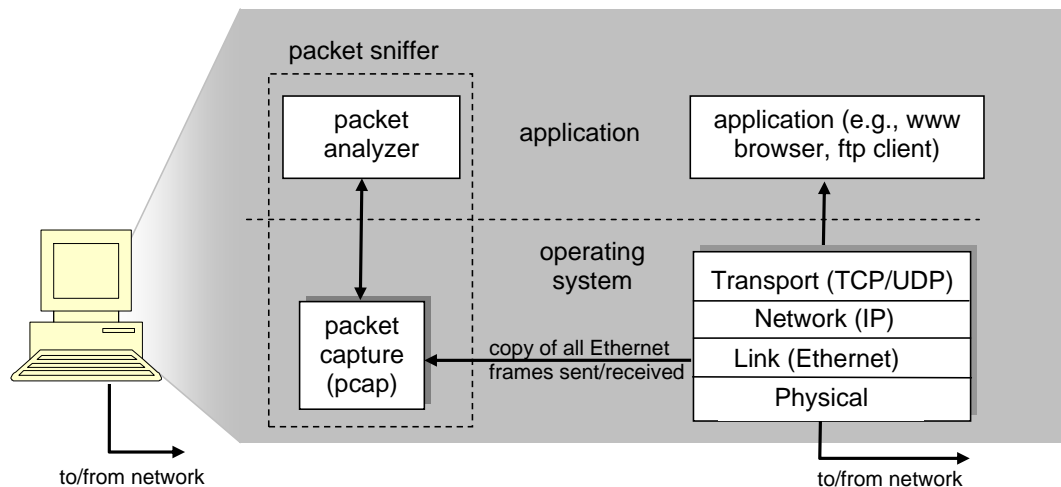 packet sniffer
packet
analyzer
application
application (e.g., www
browser, ftp client)
operating
system
packet
capture
(pcap)
copy of all Ethernet
frames sent/received
Transport (TCP/UDP)
Network (IP)
Link (Ethernet)
Physical
to/from network
to/from network